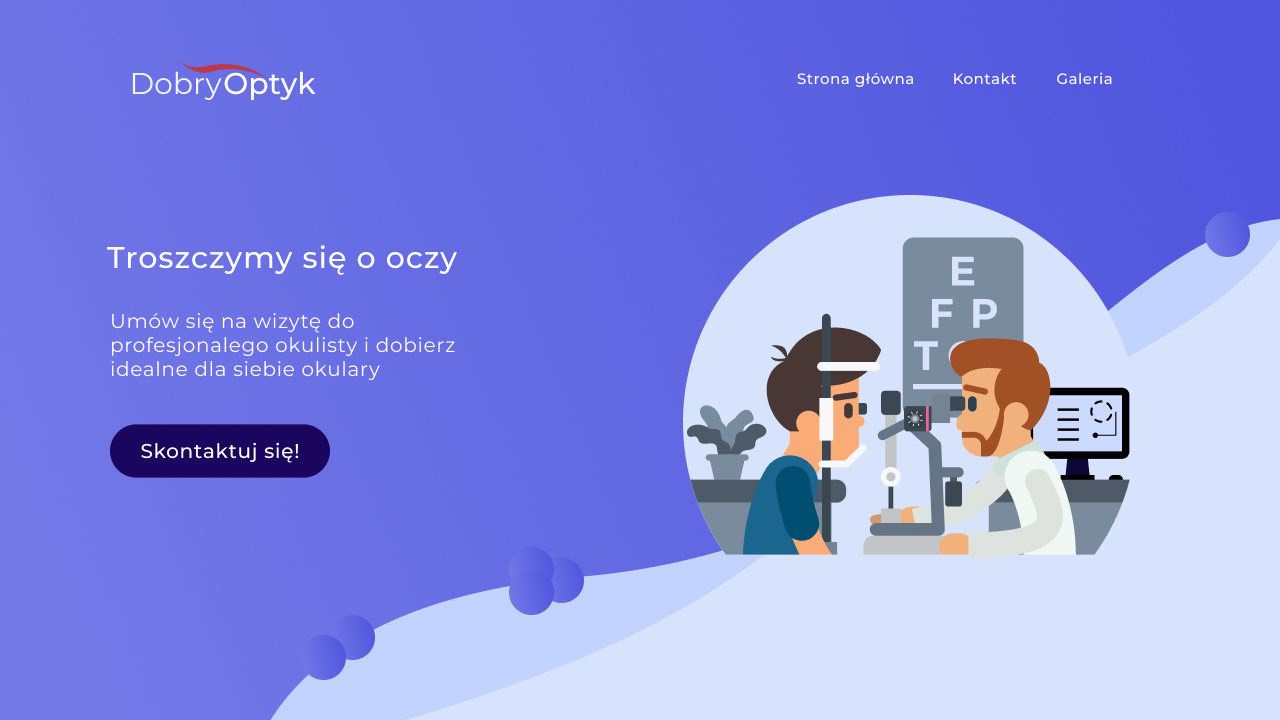 DobryOptyk
Strona główna Kontakt Galeria
Troszczymy się o oczy
Umów się na wizytę do
profesjonalego okulisty i dobierz
idealne dla siebie okulary
Skontaktuj się!
E
F P
T